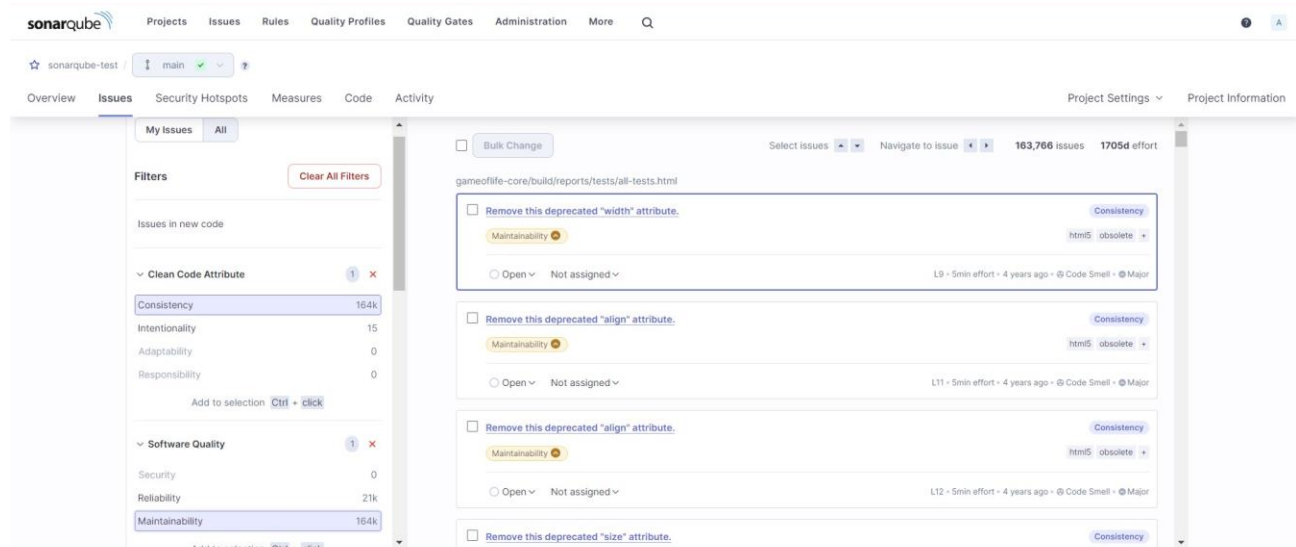 sonarqube Projects Issues Rules Quality Profiles Quality Gates Administration More ? A
sonarqube-test / main ?
Overview Issues Security Hotspots Measures Code Activity Project Settings Project Information
My Issues All
Filters Clear All Filters
Issues in new code
Clean Code Attribute 1
Consistency 164k
Intentionality 15
Adaptability 0
Responsibility 0
Add to selection Ctrl + click
Software Quality 1
Security 0
Reliability 21k
Maintainability 164k
Add to selection Ctrl + click
Bulk Change Select issues Navigate to issue 163,766 issues 1705d effort
gameoflife-core/build/reports/tests/all-tests.html
Remove this deprecated "width" attribute. Consistency
Maintainability html5 obsolete +
Open Not assigned L9 • 5min effort • 4 years ago • Code Smell • Major
Remove this deprecated "align" attribute. Consistency
Maintainability html5 obsolete +
Open Not assigned L11 • 5min effort • 4 years ago • Code Smell • Major
Remove this deprecated "align" attribute. Consistency
Maintainability html5 obsolete +
Open Not assigned L12 • 5min effort • 4 years ago • Code Smell • Major
Remove this deprecated "size" attribute. Consistency